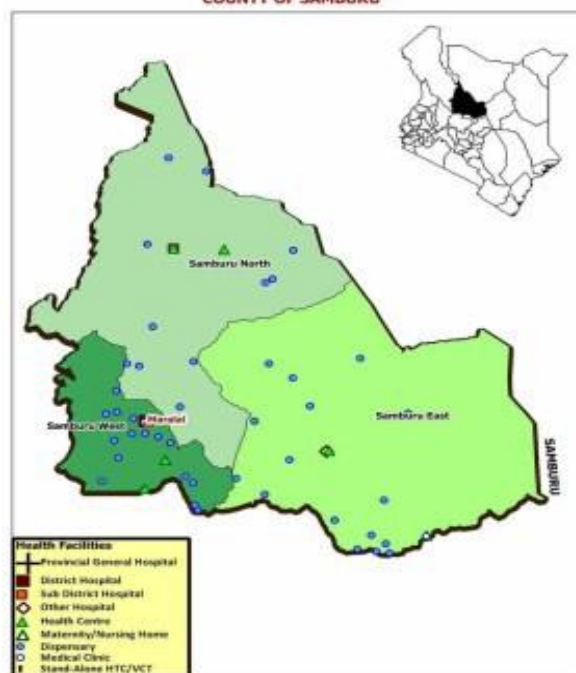 COUNTY OF SAMBURU
Samburu North
Maralal
Samburu West
Samburu East
SAMBURU
Health Facilities
Provincial General Hospital
District Hospital
Sub District Hospital
Other Hospital
Health Centre
Maternity/Nursing Home
Dispensary
Medical Clinic
Stand-Alone HTC/VCT